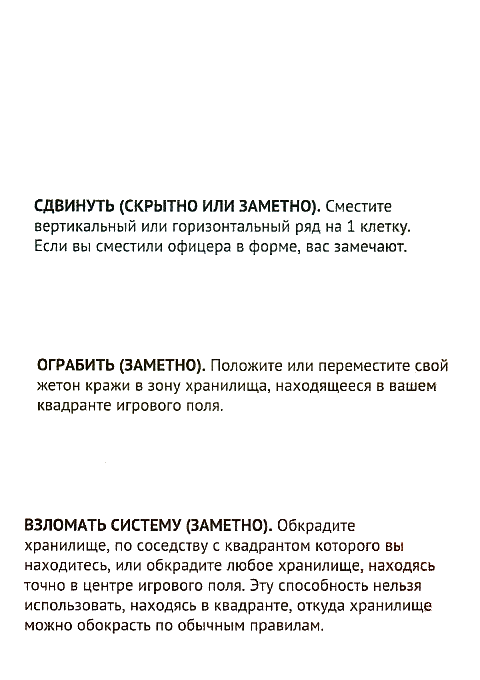 СДВИНУТЬ (СКРЫТНО ИЛИ ЗАМЕТНО). Сместите
вертикальный или горизонтальный ряд на 1 клетку.
Если вы сместили офицера в форме, вас замечают.
ОГРАБИТЬ (ЗАМЕТНО). Положите или переместите свой
жетон кражи в зону хранилища, находящееся в вашем
квадранте игрового поля.
ВЗЛОМАТЬ СИСТЕМУ (ЗАМЕТНО). Обкрадите
хранилище, по соседству с квадрантом которого вы
находитесь, или обкрадите любое хранилище, находясь
точно в центре игрового поля. Эту способность нельзя
использовать, находясь в квадранте, откуда хранилище
можно обокрасть по обычным правилам.